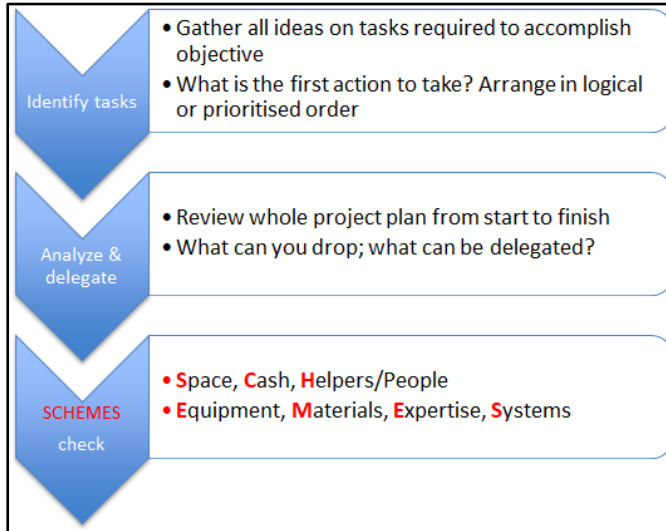 Identify tasks
• Gather all ideas on tasks required to accomplish
objective
• What is the first action to take? Arrange in logical
or prioritised order
Analyze &
delegate
• Review whole project plan from start to finish
• What can you drop; what can be delegated?
SCHEMES
check
• Space, Cash, Helpers/People
• Equipment, Materials, Expertise, Systems